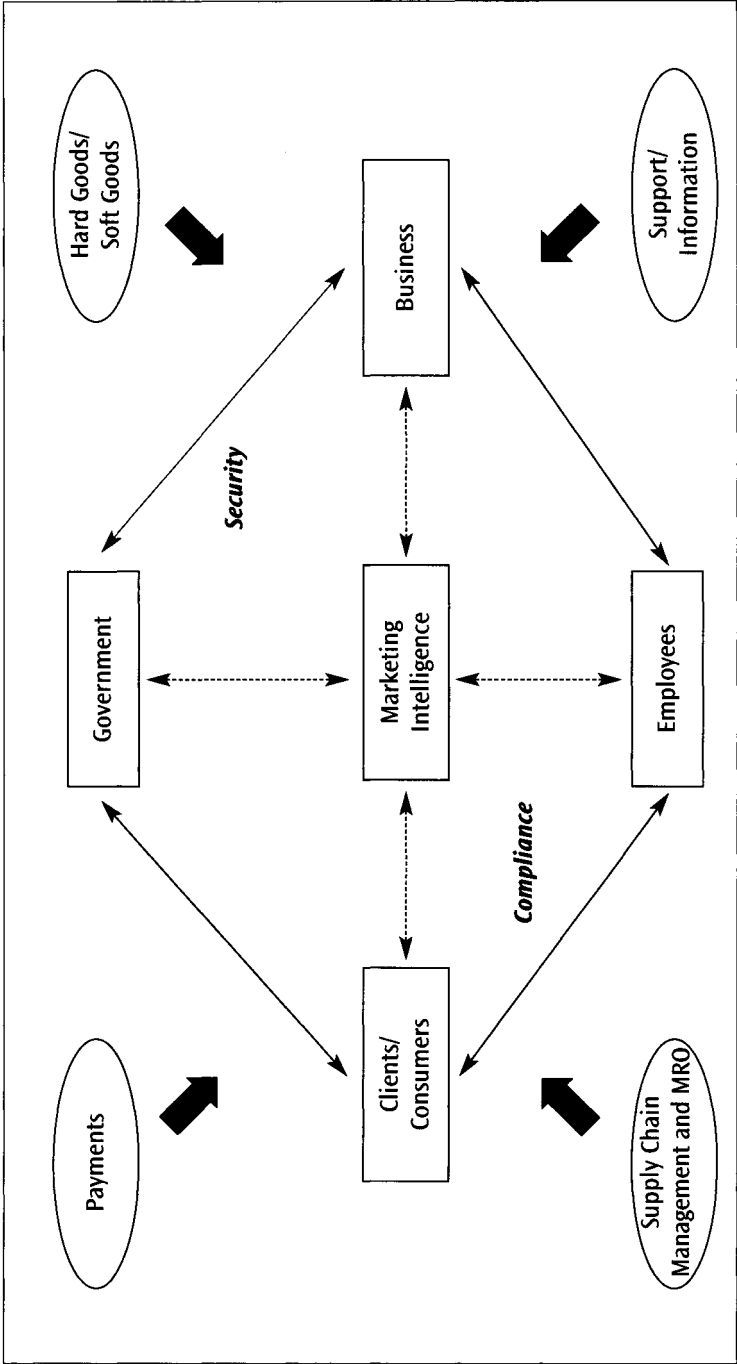 Payments
Hard Goods/
Soft Goods
Government
Security
Clients/
Consumers
Marketing
Intelligence
Business
Compliance
Supply Chain
Management and MRO
Employees
Support/
Information